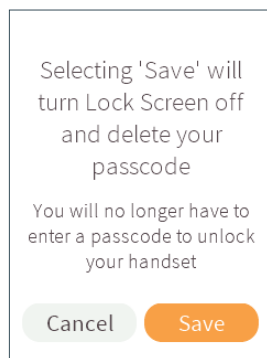 Selecting 'Save' will
turn Lock Screen off
and delete your
passcode
You will no longer have to
enter a passcode to unlock
your handset
Cancel Save